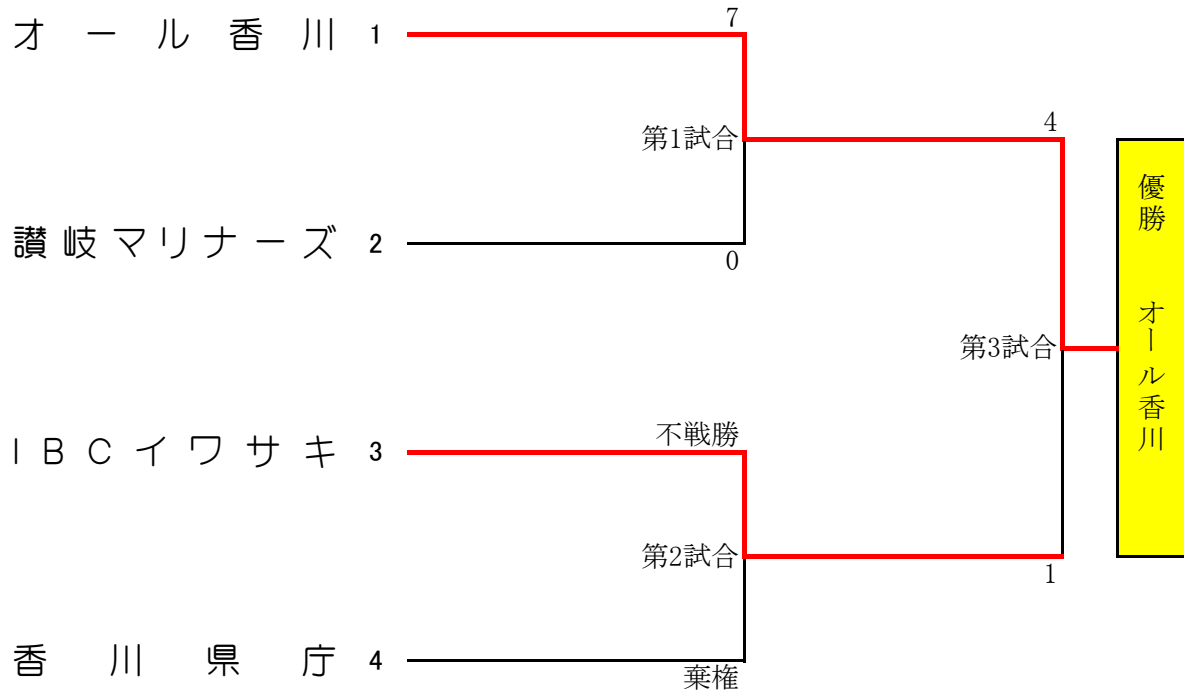 オール香川 1
7
第1試合
4
讃岐マリナーズ 2
0
第3試合
優勝 オール香川
IBCイワサキ 3
不戦勝
第2試合
1
香川県庁 4
棄権